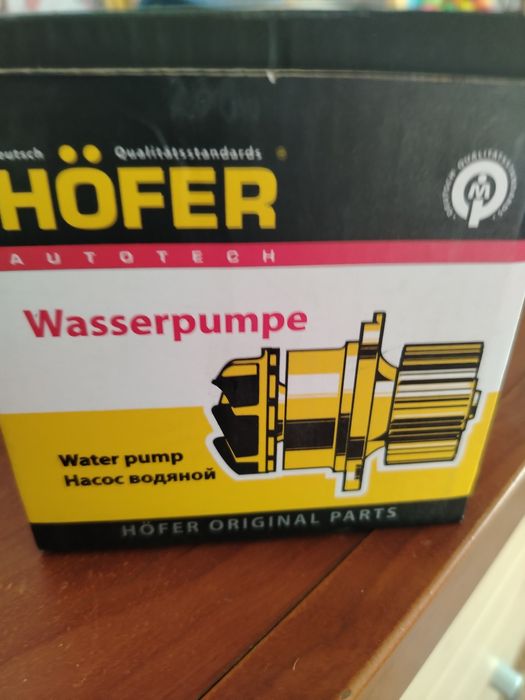 Qualitätsstandards
HÖFER
AUTOTECH
Wasserpumpe
Water pump
Насос водяной
HÖFER ORIGINAL PARTS